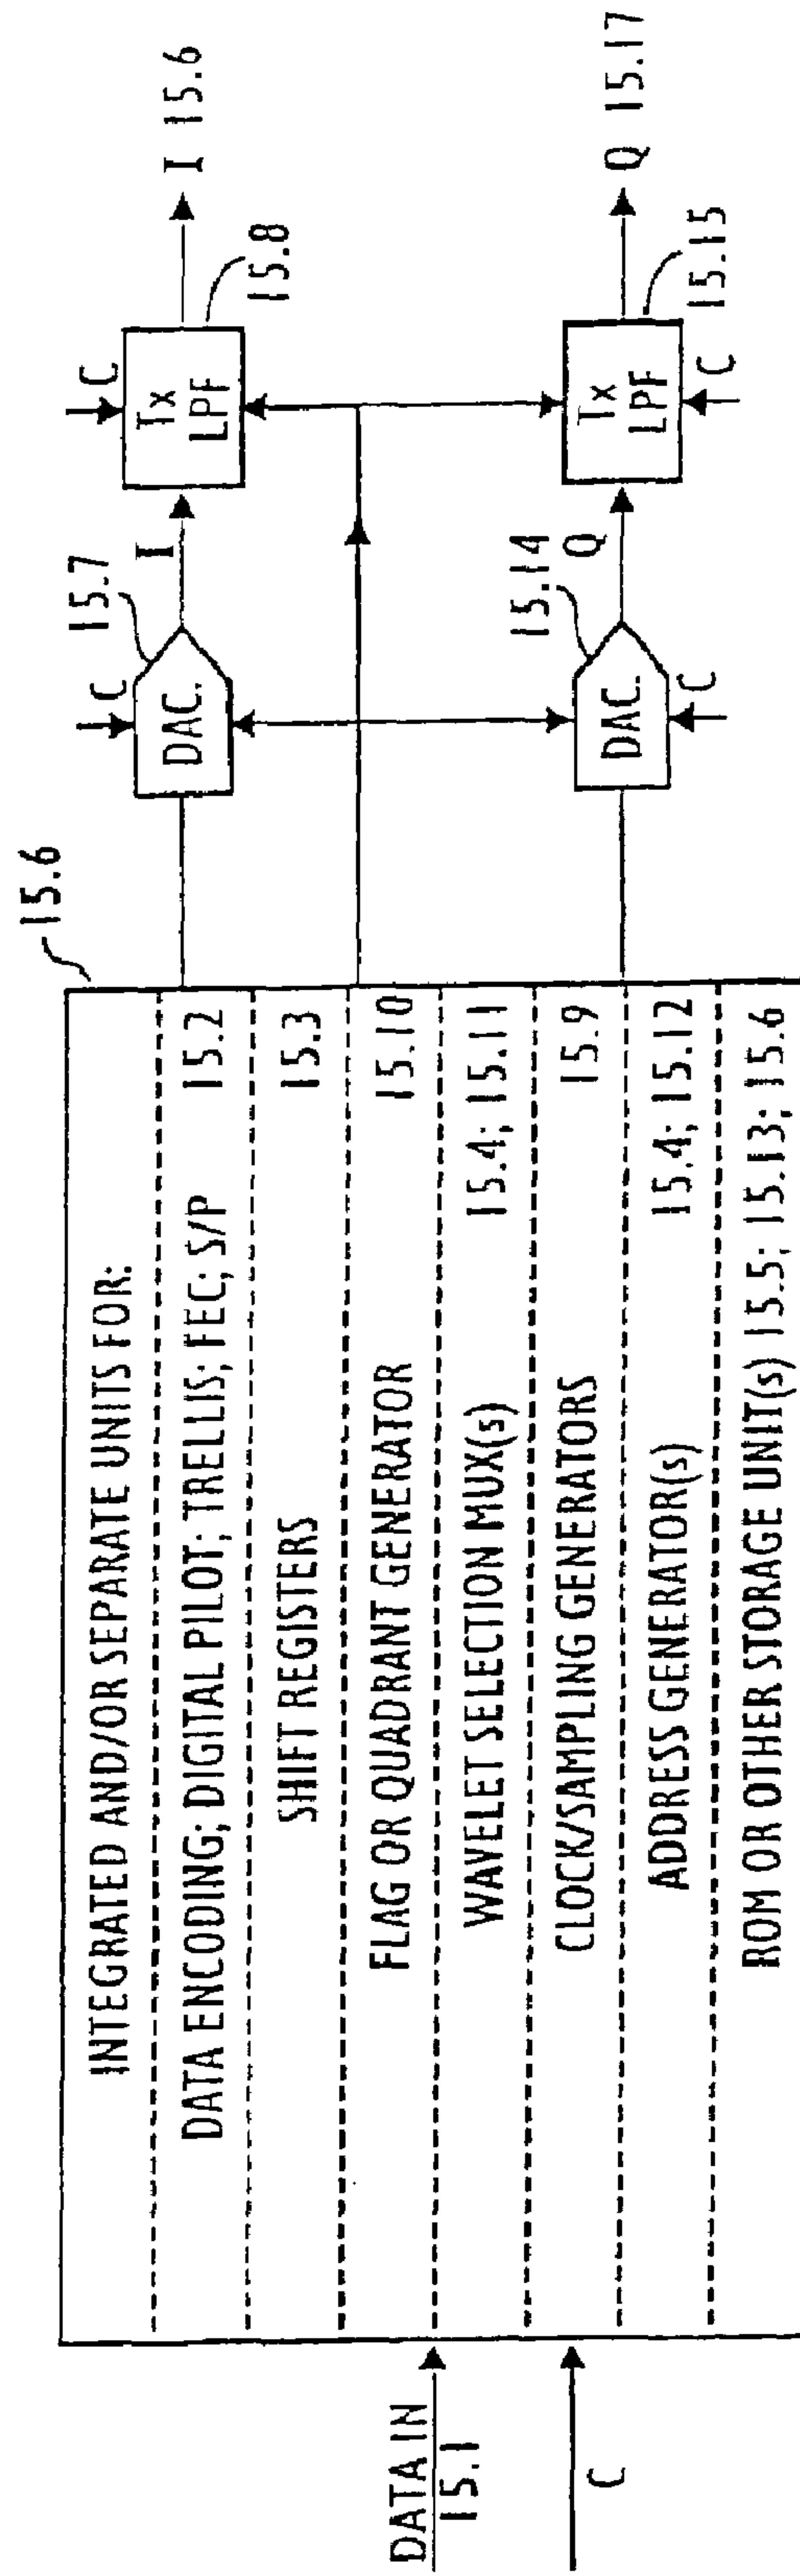 DATA IN
15.1
C
15.6
INTEGRATED AND/OR SEPARATE UNITS FOR:
DATA ENCODING; DIGITAL PILOT; TRELLIS; FEC; S/P 15.2
SHIFT REGISTERS 15.3
FLAG OR QUADRANT GENERATOR 15.10
WAVELET SELECTION MUX(s) 15.4; 15.11
CLOCK/SAMPLING GENERATORS 15.9
ADDRESS GENERATOR(s) 15.4; 15.12
ROM OR OTHER STORAGE UNIT(s) 15.5; 15.13; 15.6
C
15.7
DAC.
I
C
Tx
LPF
15.8
I 15.6
15.14
DAC.
C
Q
Tx
LPF
C
15.15
Q 15.17